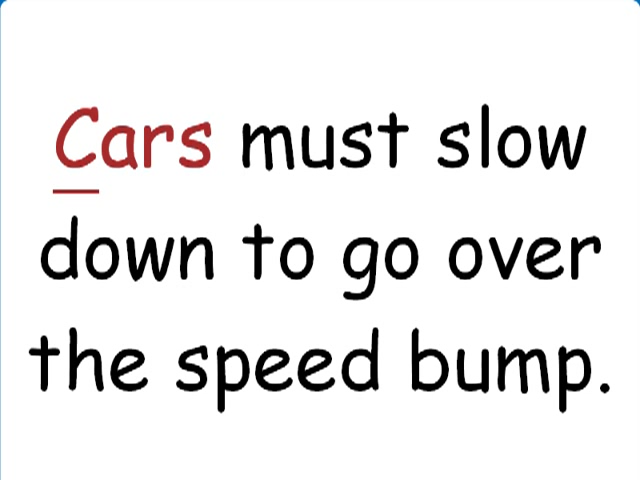 Cars must slow
down to go over
the speed bump.